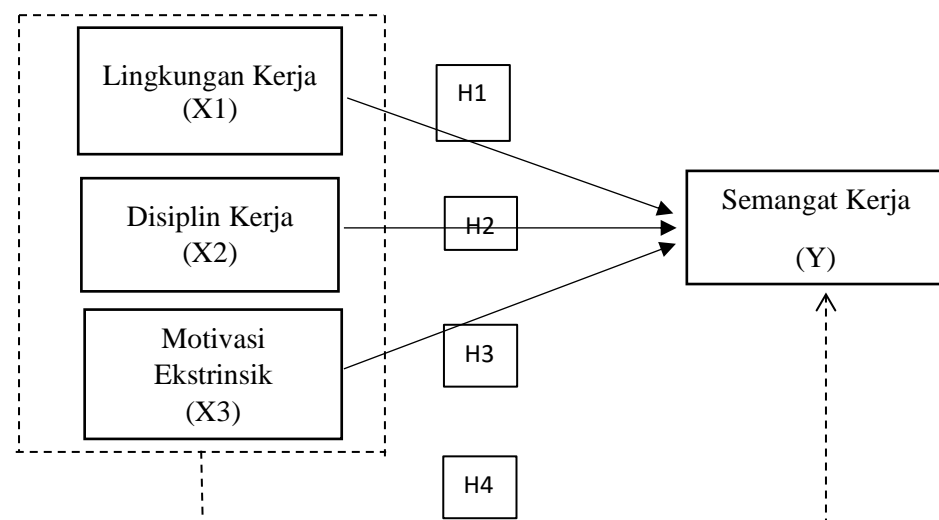 Lingkungan Kerja
(X1)
H1
Disiplin Kerja
(X2)
H2
Semangat Kerja
(Y)
Motivasi
Ekstrinsik
(X3)
H3
H4